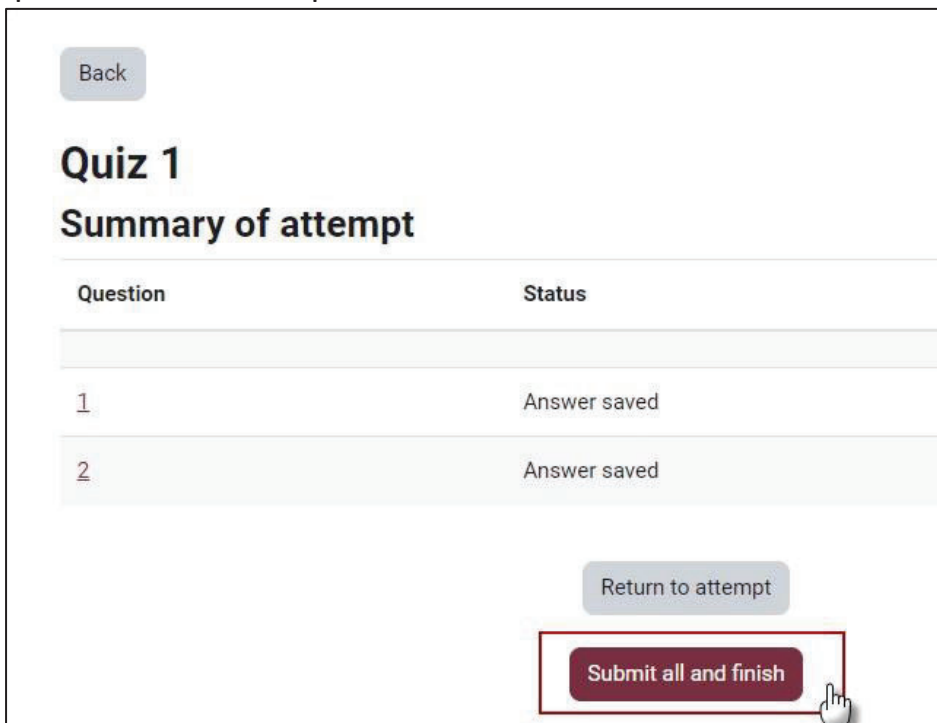 Back
Quiz 1
Summary of attempt
Question Status
1 Answer saved
2 Answer saved
Return to attempt
Submit all and finish